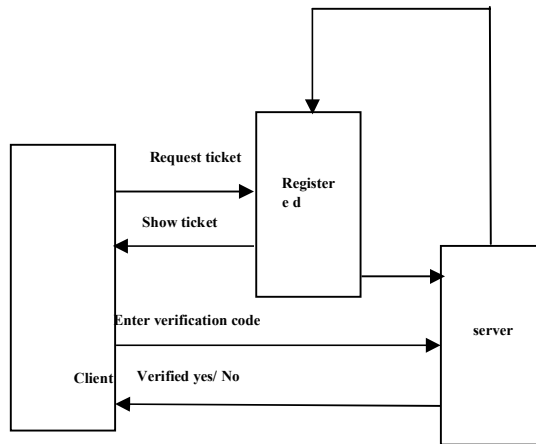 Request ticket
Register
e d
Show ticket
Enter verification code
server
Client
Verified yes/ No